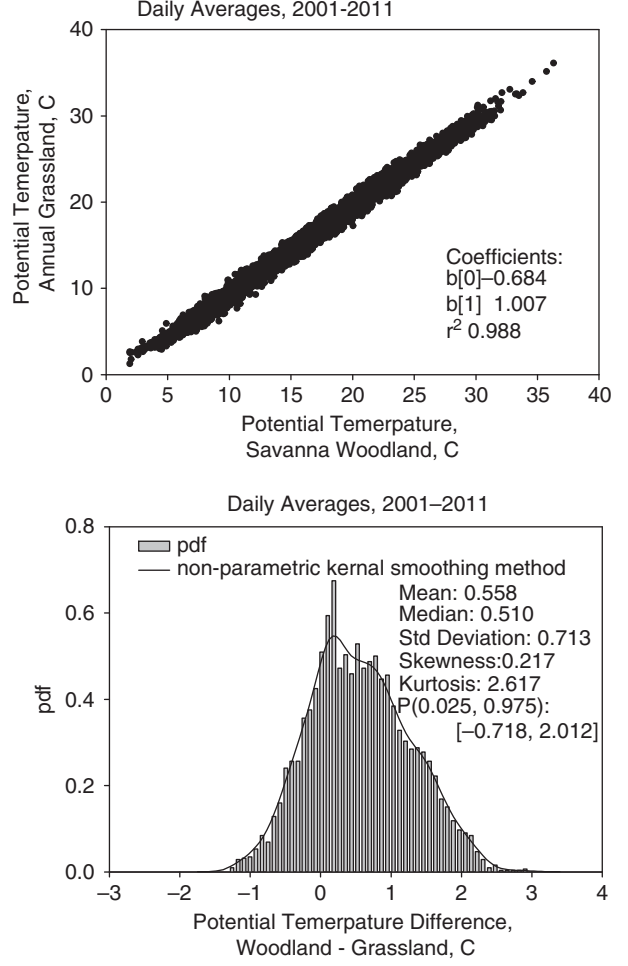 Daily Averages, 2001-2011
40
30
20
10
0
Potential Temerpature,
Annual Grassland, C
Coefficients:
b[0]–0.684
b[1] 1.007
r² 0.988
0 5 10 15 20 25 30 35 40
Potential Temerpature,
Savanna Woodland, C
Daily Averages, 2001–2011
0.8
0.6
0.4
0.2
0.0
pdf
pdf
non-parametric kernal smoothing method
Mean: 0.558
Median: 0.510
Std Deviation: 0.713
Skewness:0.217
Kurtosis: 2.617
P(0.025, 0.975):
[–0.718, 2.012]
–3 –2 –1 0 1 2 3 4
Potential Temerpature Difference,
Woodland - Grassland, C